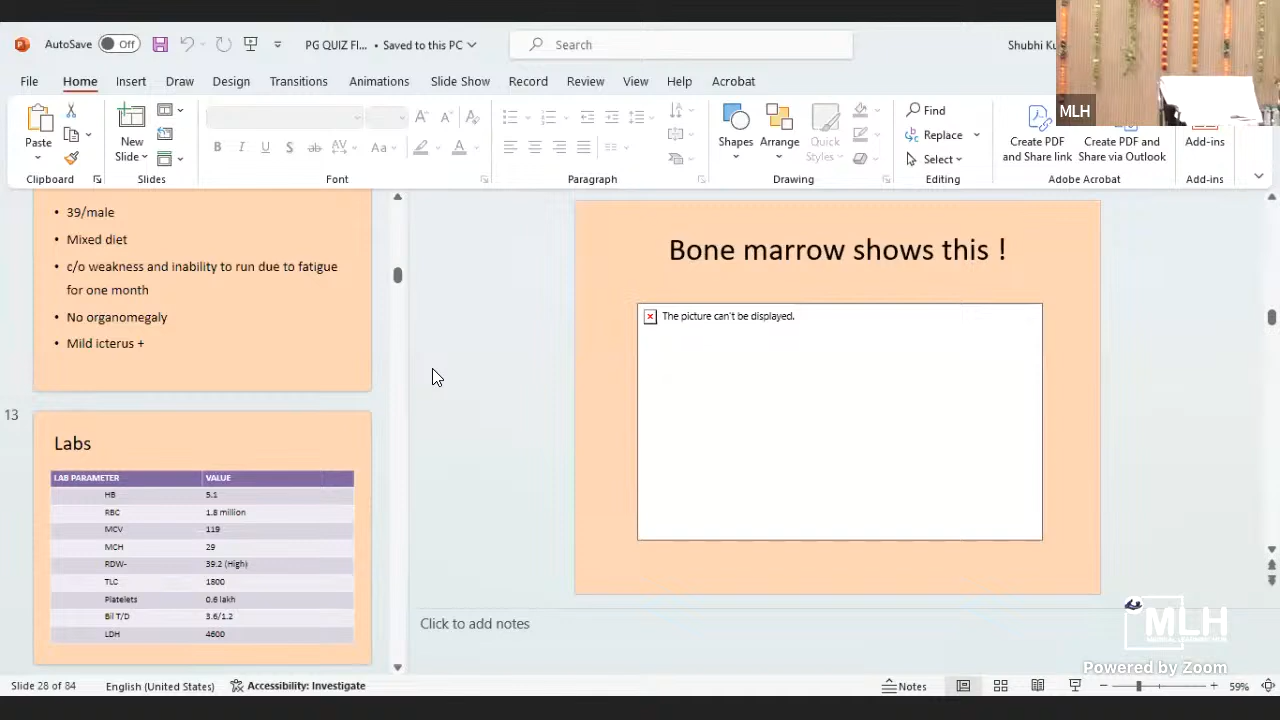 AutoSave Off PG QUIZ Fl... • Saved to this PC Search Shubhi Ku
File Home Insert Draw Design Transitions Animations Slide Show Record Review View Help Acrobat
MLH
Paste New Slide Shapes Arrange Quick Styles Find Replace Select Create PDF and Share link Create PDF and Share via Outlook Add-ins
Clipboard Slides Font Paragraph Drawing Editing Adobe Acrobat Add-ins
• 39/male
• Mixed diet
• c/o weakness and inability to run due to fatigue
for one month
• No organomegaly
• Mild icterus +
13
Labs
LAB PARAMETER VALUE
HB 5.1
RBC 1.8 million
MCV 119
MCH 29
RDW- 39.2 (High)
TLC 1800
Platelets 0.6 lakh
Bil T/D 3.6/1.2
LDH 4600
Bone marrow shows this !
The picture can't be displayed.
Click to add notes
MLH
Powered by Zoom
Slide 28 of 84 English (United States) Accessibility: Investigate Notes 59%